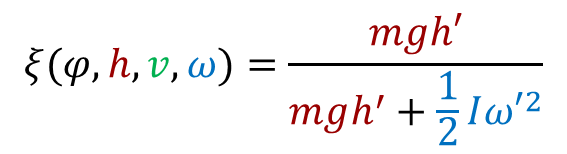 ξ(φ, h, v, ω) = mgh′ / (mgh′ + 1/2 Iω′²)